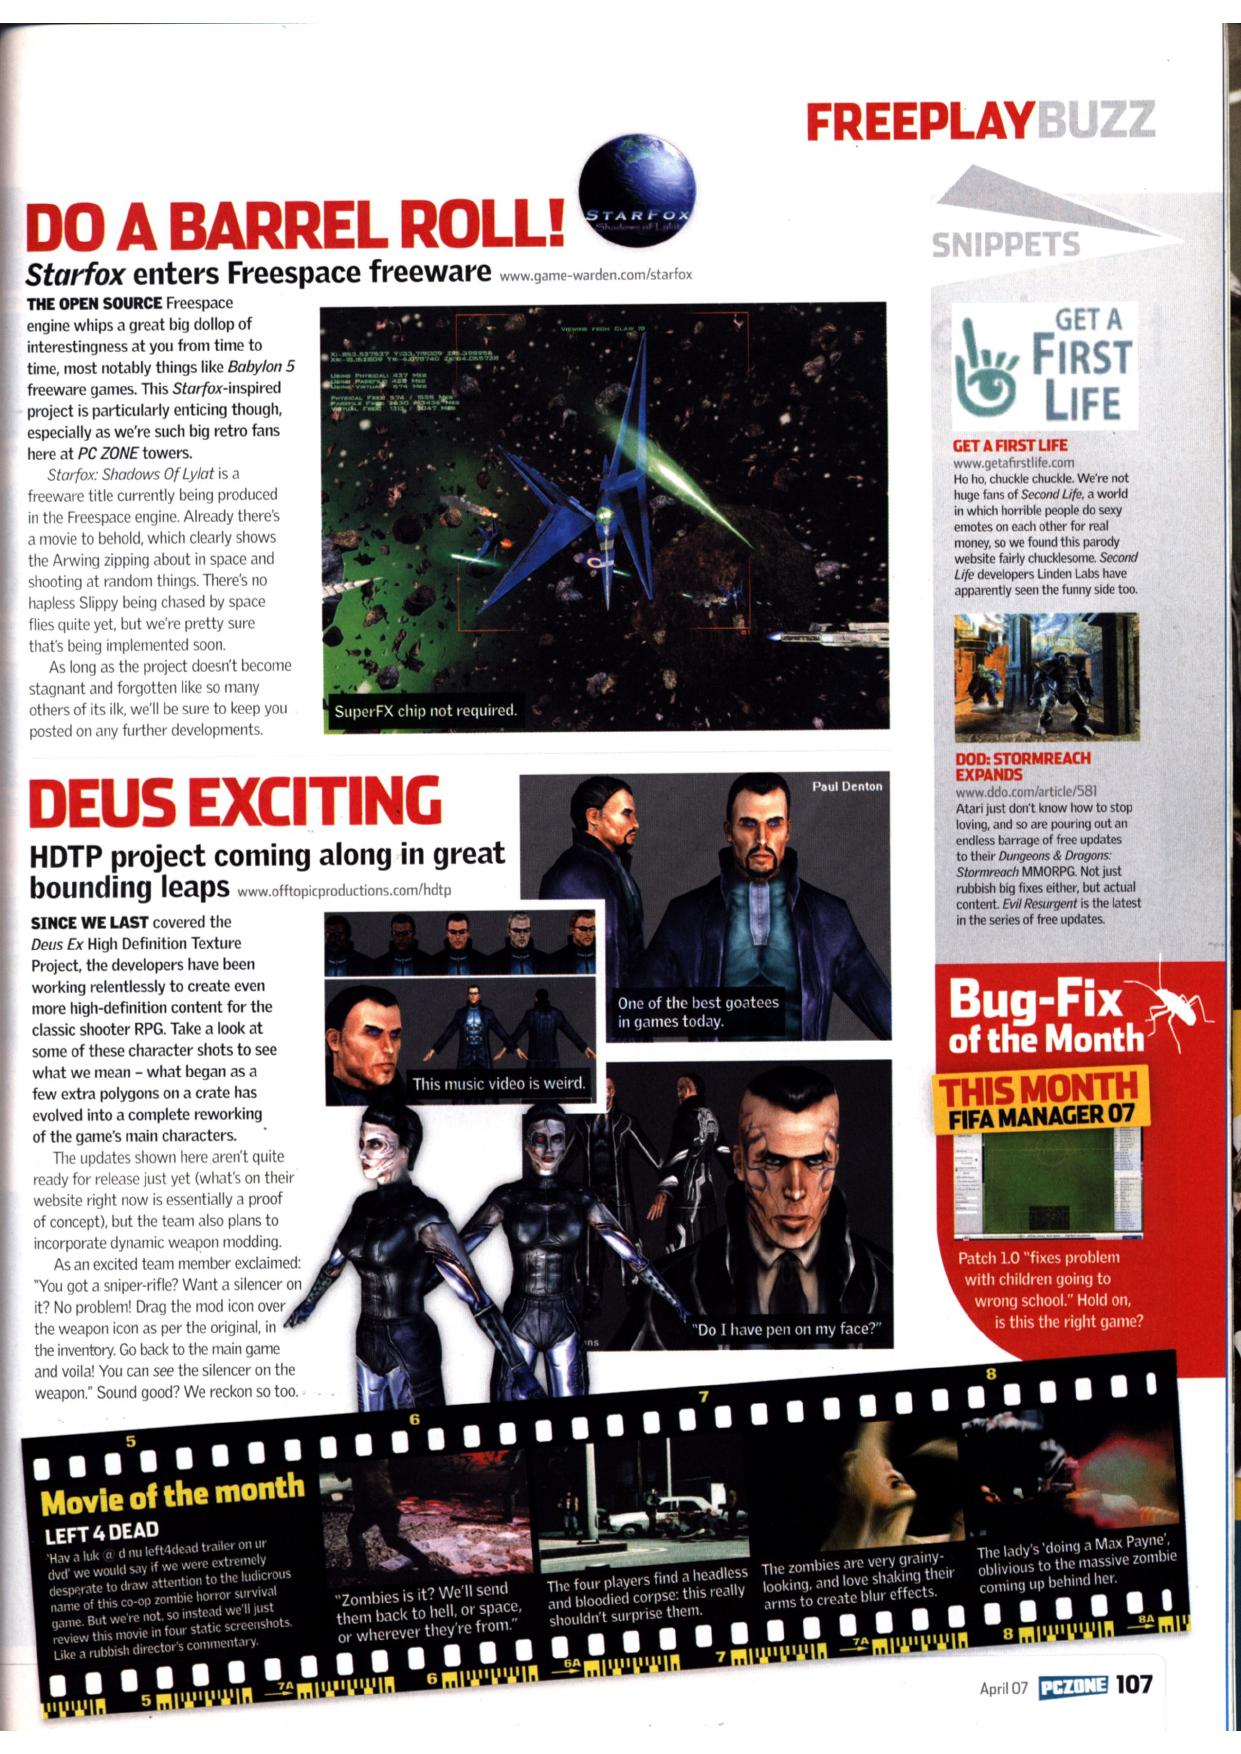 FREEPLAYBUZZ
STARFOX
Shadows of Lylat
DO A BARREL ROLL!
Starfox enters Freespace freeware www.game-warden.com/starfox
THE OPEN SOURCE Freespace
engine whips a great big dollop of
interestingness at you from time to
time, most notably things like Babylon 5
freeware games. This Starfox-inspired
project is particularly enticing though,
especially as we're such big retro fans
here at PC ZONE towers.
Starfox: Shadows Of Lylat is a
freeware title currently being produced
in the Freespace engine. Already there's
a movie to behold, which clearly shows
the Arwing zipping about in space and
shooting at random things. There's no
hapless Slippy being chased by space
flies quite yet, but we're pretty sure
that's being implemented soon.
As long as the project doesn't become
stagnant and forgotten like so many
others of its ilk, we'll be sure to keep you
posted on any further developments.
VIEWING FROM CLAW 19
SuperFX chip not required.
DEUS EXCITING
HDTP project coming along in great
bounding leaps www.offtopicproductions.com/hdtp
SINCE WE LAST covered the
Deus Ex High Definition Texture
Project, the developers have been
working relentlessly to create even
more high-definition content for the
classic shooter RPG. Take a look at
some of these character shots to see
what we mean – what began as a
few extra polygons on a crate has
evolved into a complete reworking
of the game's main characters.
The updates shown here aren't quite
ready for release just yet (what's on their
website right now is essentially a proof
of concept), but the team also plans to
incorporate dynamic weapon modding.
As an excited team member exclaimed:
"You got a sniper-rifle? Want a silencer on
it? No problem! Drag the mod icon over
the weapon icon as per the original, in
the inventory. Go back to the main game
and voila! You can see the silencer on the
weapon." Sound good? We reckon so too.
Paul Denton
One of the best goatees
in games today.
This music video is weird.
"Do I have pen on my face?"
SNIPPETS
GET A
FIRST
LIFE
GET A FIRST LIFE
www.getafirstlife.com
Ho ho, chuckle chuckle. We're not
huge fans of Second Life, a world
in which horrible people do sexy
emotes on each other for real
money, so we found this parody
website fairly chucklesome. Second
Life developers Linden Labs have
apparently seen the funny side too.
DOD: STORMREACH
EXPANDS
www.ddo.com/article/581
Atari just don't know how to stop
loving, and so are pouring out an
endless barrage of free updates
to their Dungeons & Dragons:
Stormreach MMORPG. Not just
rubbish big fixes either, but actual
content. Evil Resurgent is the latest
in the series of free updates.
Bug-Fix
of the Month
THIS MONTH
FIFA MANAGER 07
Patch 1.0 "fixes problem
with children going to
wrong school." Hold on,
is this the right game?
5 6 7 8
Movie of the month
LEFT 4 DEAD
'Hav a luk @ d nu left4dead trailer on ur
dvd' we would say if we were extremely
desperate to draw attention to the ludicrous
name of this co-op zombie horror survival
game. But we're not, so instead we'll just
review this movie in four static screenshots.
Like a rubbish director's commentary.
"Zombies is it? We'll send
them back to hell, or space,
or wherever they're from."
The four players find a headless
and bloodied corpse: this really
shouldn't surprise them.
The zombies are very grainy-
looking, and love shaking their
arms to create blur effects.
The lady's 'doing a Max Payne',
oblivious to the massive zombie
coming up behind her.
5 7A 6 6A 7 7A 8 8A
April 07 PCZONE 107